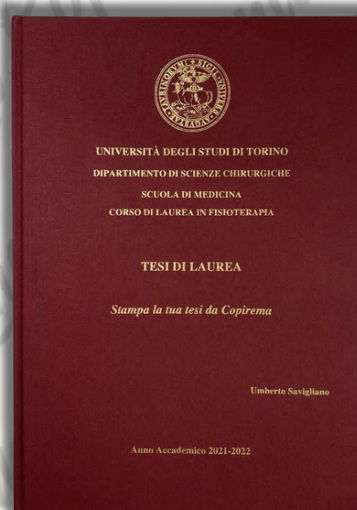 UNIVERSITÀ DEGLI STUDI DI TORINO
DIPARTIMENTO DI SCIENZE CHIRURGICHE
SCUOLA DI MEDICINA
CORSO DI LAUREA IN FISIOTERAPIA
TESI DI LAUREA
Stampa la tua tesi da Copirema
Umberto Savigliano
Anno Accademico 2021-2022